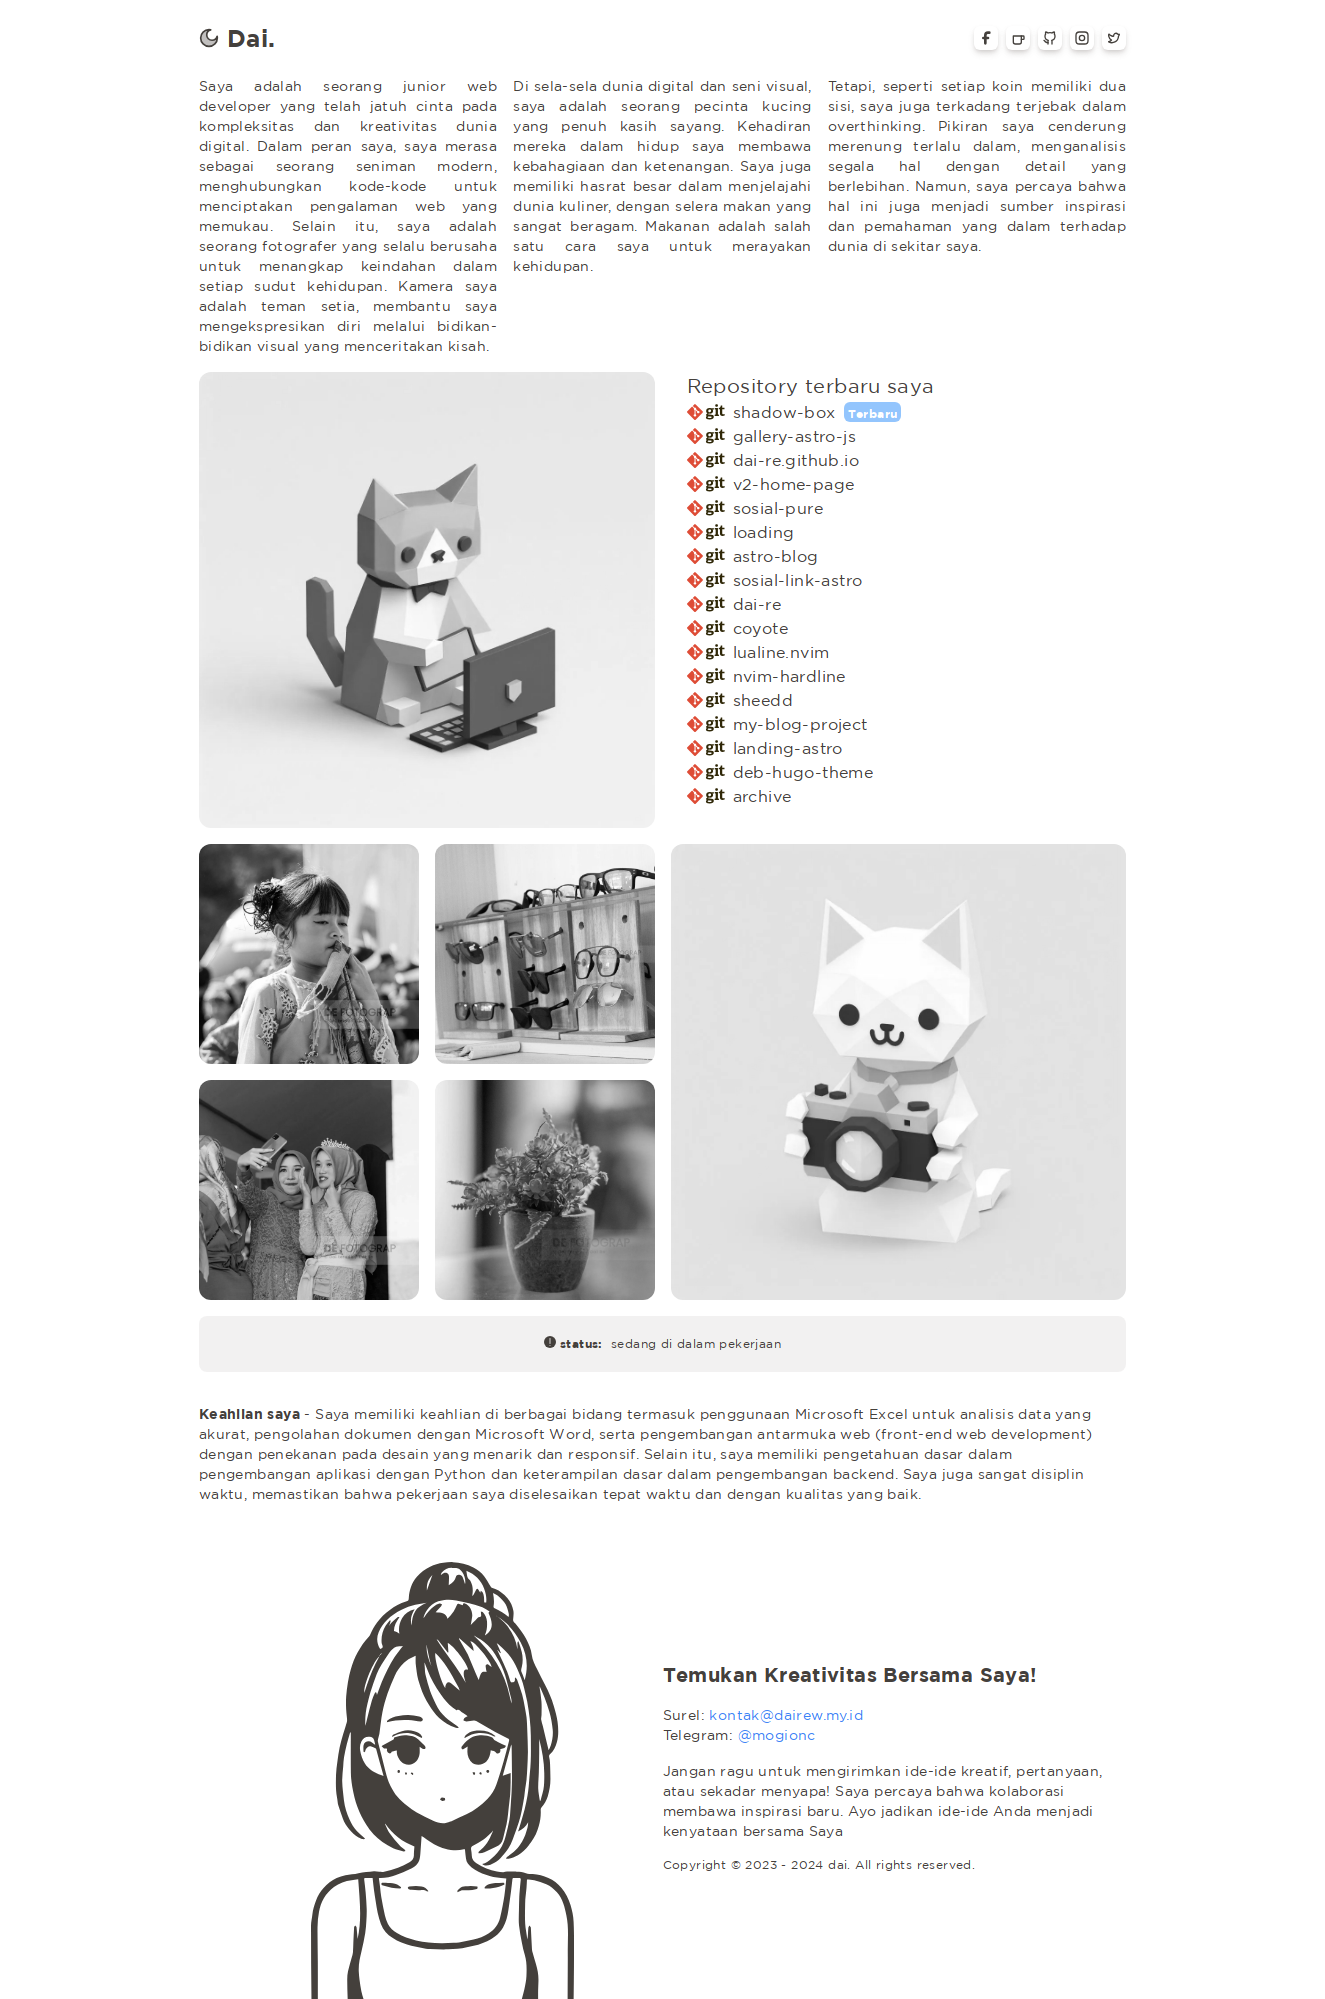 Dai.
Saya adalah seorang junior web
developer yang telah jatuh cinta pada
kompleksitas dan kreativitas dunia
digital. Dalam peran saya, saya merasa
sebagai seorang seniman modern,
menghubungkan kode-kode untuk
menciptakan pengalaman web yang
memukau. Selain itu, saya adalah
seorang fotografer yang selalu berusaha
untuk menangkap keindahan dalam
setiap sudut kehidupan. Kamera saya
adalah teman setia, membantu saya
mengekspresikan diri melalui bidikan-
bidikan visual yang menceritakan kisah.
Di sela-sela dunia digital dan seni visual,
saya adalah seorang pecinta kucing
yang penuh kasih sayang. Kehadiran
mereka dalam hidup saya membawa
kebahagiaan dan ketenangan. Saya juga
memiliki hasrat besar dalam menjelajahi
dunia kuliner, dengan selera makan yang
sangat beragam. Makanan adalah salah
satu cara saya untuk merayakan
kehidupan.
Tetapi, seperti setiap koin memiliki dua
sisi, saya juga terkadang terjebak dalam
overthinking. Pikiran saya cenderung
merenung terlalu dalam, menganalisis
segala hal dengan detail yang
berlebihan. Namun, saya percaya bahwa
hal ini juga menjadi sumber inspirasi
dan pemahaman yang dalam terhadap
dunia di sekitar saya.
Repository terbaru saya
git shadow-box Terbaru
git gallery-astro-js
git dai-re.github.io
git v2-home-page
git sosial-pure
git loading
git astro-blog
git sosial-link-astro
git dai-re
git coyote
git lualine.nvim
git nvim-hardline
git sheedd
git my-blog-project
git landing-astro
git deb-hugo-theme
git archive
DE FOTOGRAP
DE FOTOGRAP
DE FOTOGRAP
status: sedang di dalam pekerjaan
Keahlian saya - Saya memiliki keahlian di berbagai bidang termasuk penggunaan Microsoft Excel untuk analisis data yang
akurat, pengolahan dokumen dengan Microsoft Word, serta pengembangan antarmuka web (front-end web development)
dengan penekanan pada desain yang menarik dan responsif. Selain itu, saya memiliki pengetahuan dasar dalam
pengembangan aplikasi dengan Python dan keterampilan dasar dalam pengembangan backend. Saya juga sangat disiplin
waktu, memastikan bahwa pekerjaan saya diselesaikan tepat waktu dan dengan kualitas yang baik.
Temukan Kreativitas Bersama Saya!
Surel: kontak@dairew.my.id
Telegram: @mogionc
Jangan ragu untuk mengirimkan ide-ide kreatif, pertanyaan,
atau sekadar menyapa! Saya percaya bahwa kolaborasi
membawa inspirasi baru. Ayo jadikan ide-ide Anda menjadi
kenyataan bersama Saya
Copyright © 2023 - 2024 dai. All rights reserved.